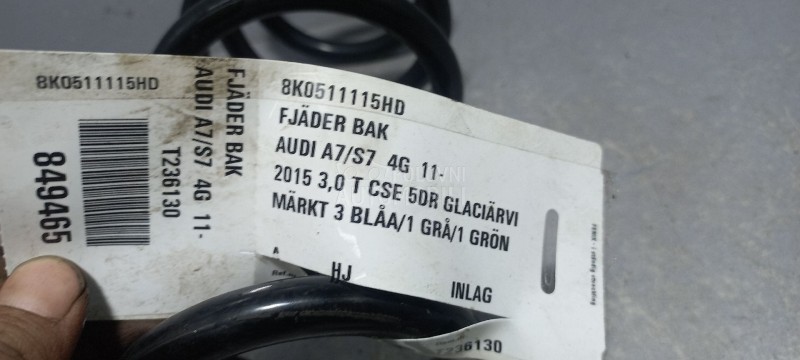 8K0511115HD
FJÄDER BAK
AUDI A7/S7 4G 11-
T236130
849465
8K0511115HD
FJÄDER BAK
AUDI A7/S7 4G 11-
2015 3,0 T CSE 5DR GLACIÄRVI
MÄRKT 3 BLÅA/1 GRÅ/1 GRÖN
A
HJ
INLAG
T236130